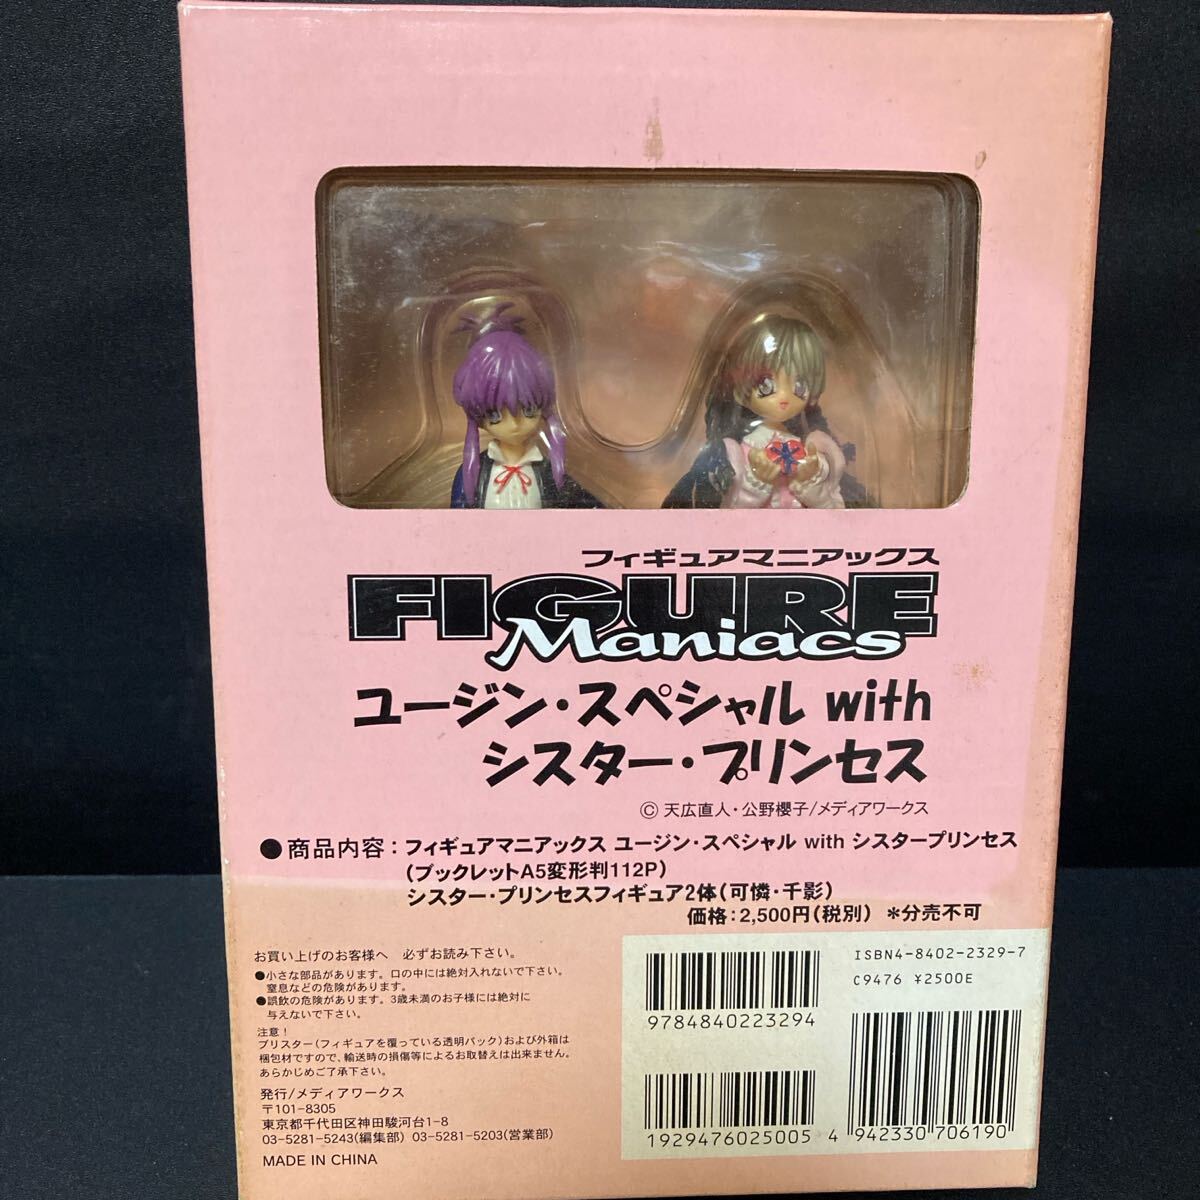 フィギュアマニアックス
FIGURE
Maniacs
ユージン・スペシャル with
シスター・プリンセス
© 天広直人・公野櫻子/メディアワークス
●商品内容：フィギュアマニアックス ユージン・スペシャル with シスタープリンセス
(ブックレットA5変形判112P)
シスター・プリンセスフィギュア2体(可憐・千影)
価格：2,500円(税別) *分売不可
お買い上げのお客様へ 必ずお読み下さい。
●小さな部品があります。口の中には絶対入れないで下さい。
窒息などの危険があります。
●誤飲の危険があります。3歳未満のお子様には絶対に
与えないで下さい。
注意！
ブリスター(フィギュアを覆っている透明パック)および外箱は
梱包材ですので、輸送時の損傷等によるお取替えは出来ません。
あらかじめご了承下さい。
発行/メディアワークス
〒101-8305
東京都千代田区神田駿河台1-8
03-5281-5243(編集部) 03-5281-5203(営業部)
MADE IN CHINA
ISBN4-8402-2329-7
C9476 ¥2500E
9784840223294
1929476025005
4 942330 706190